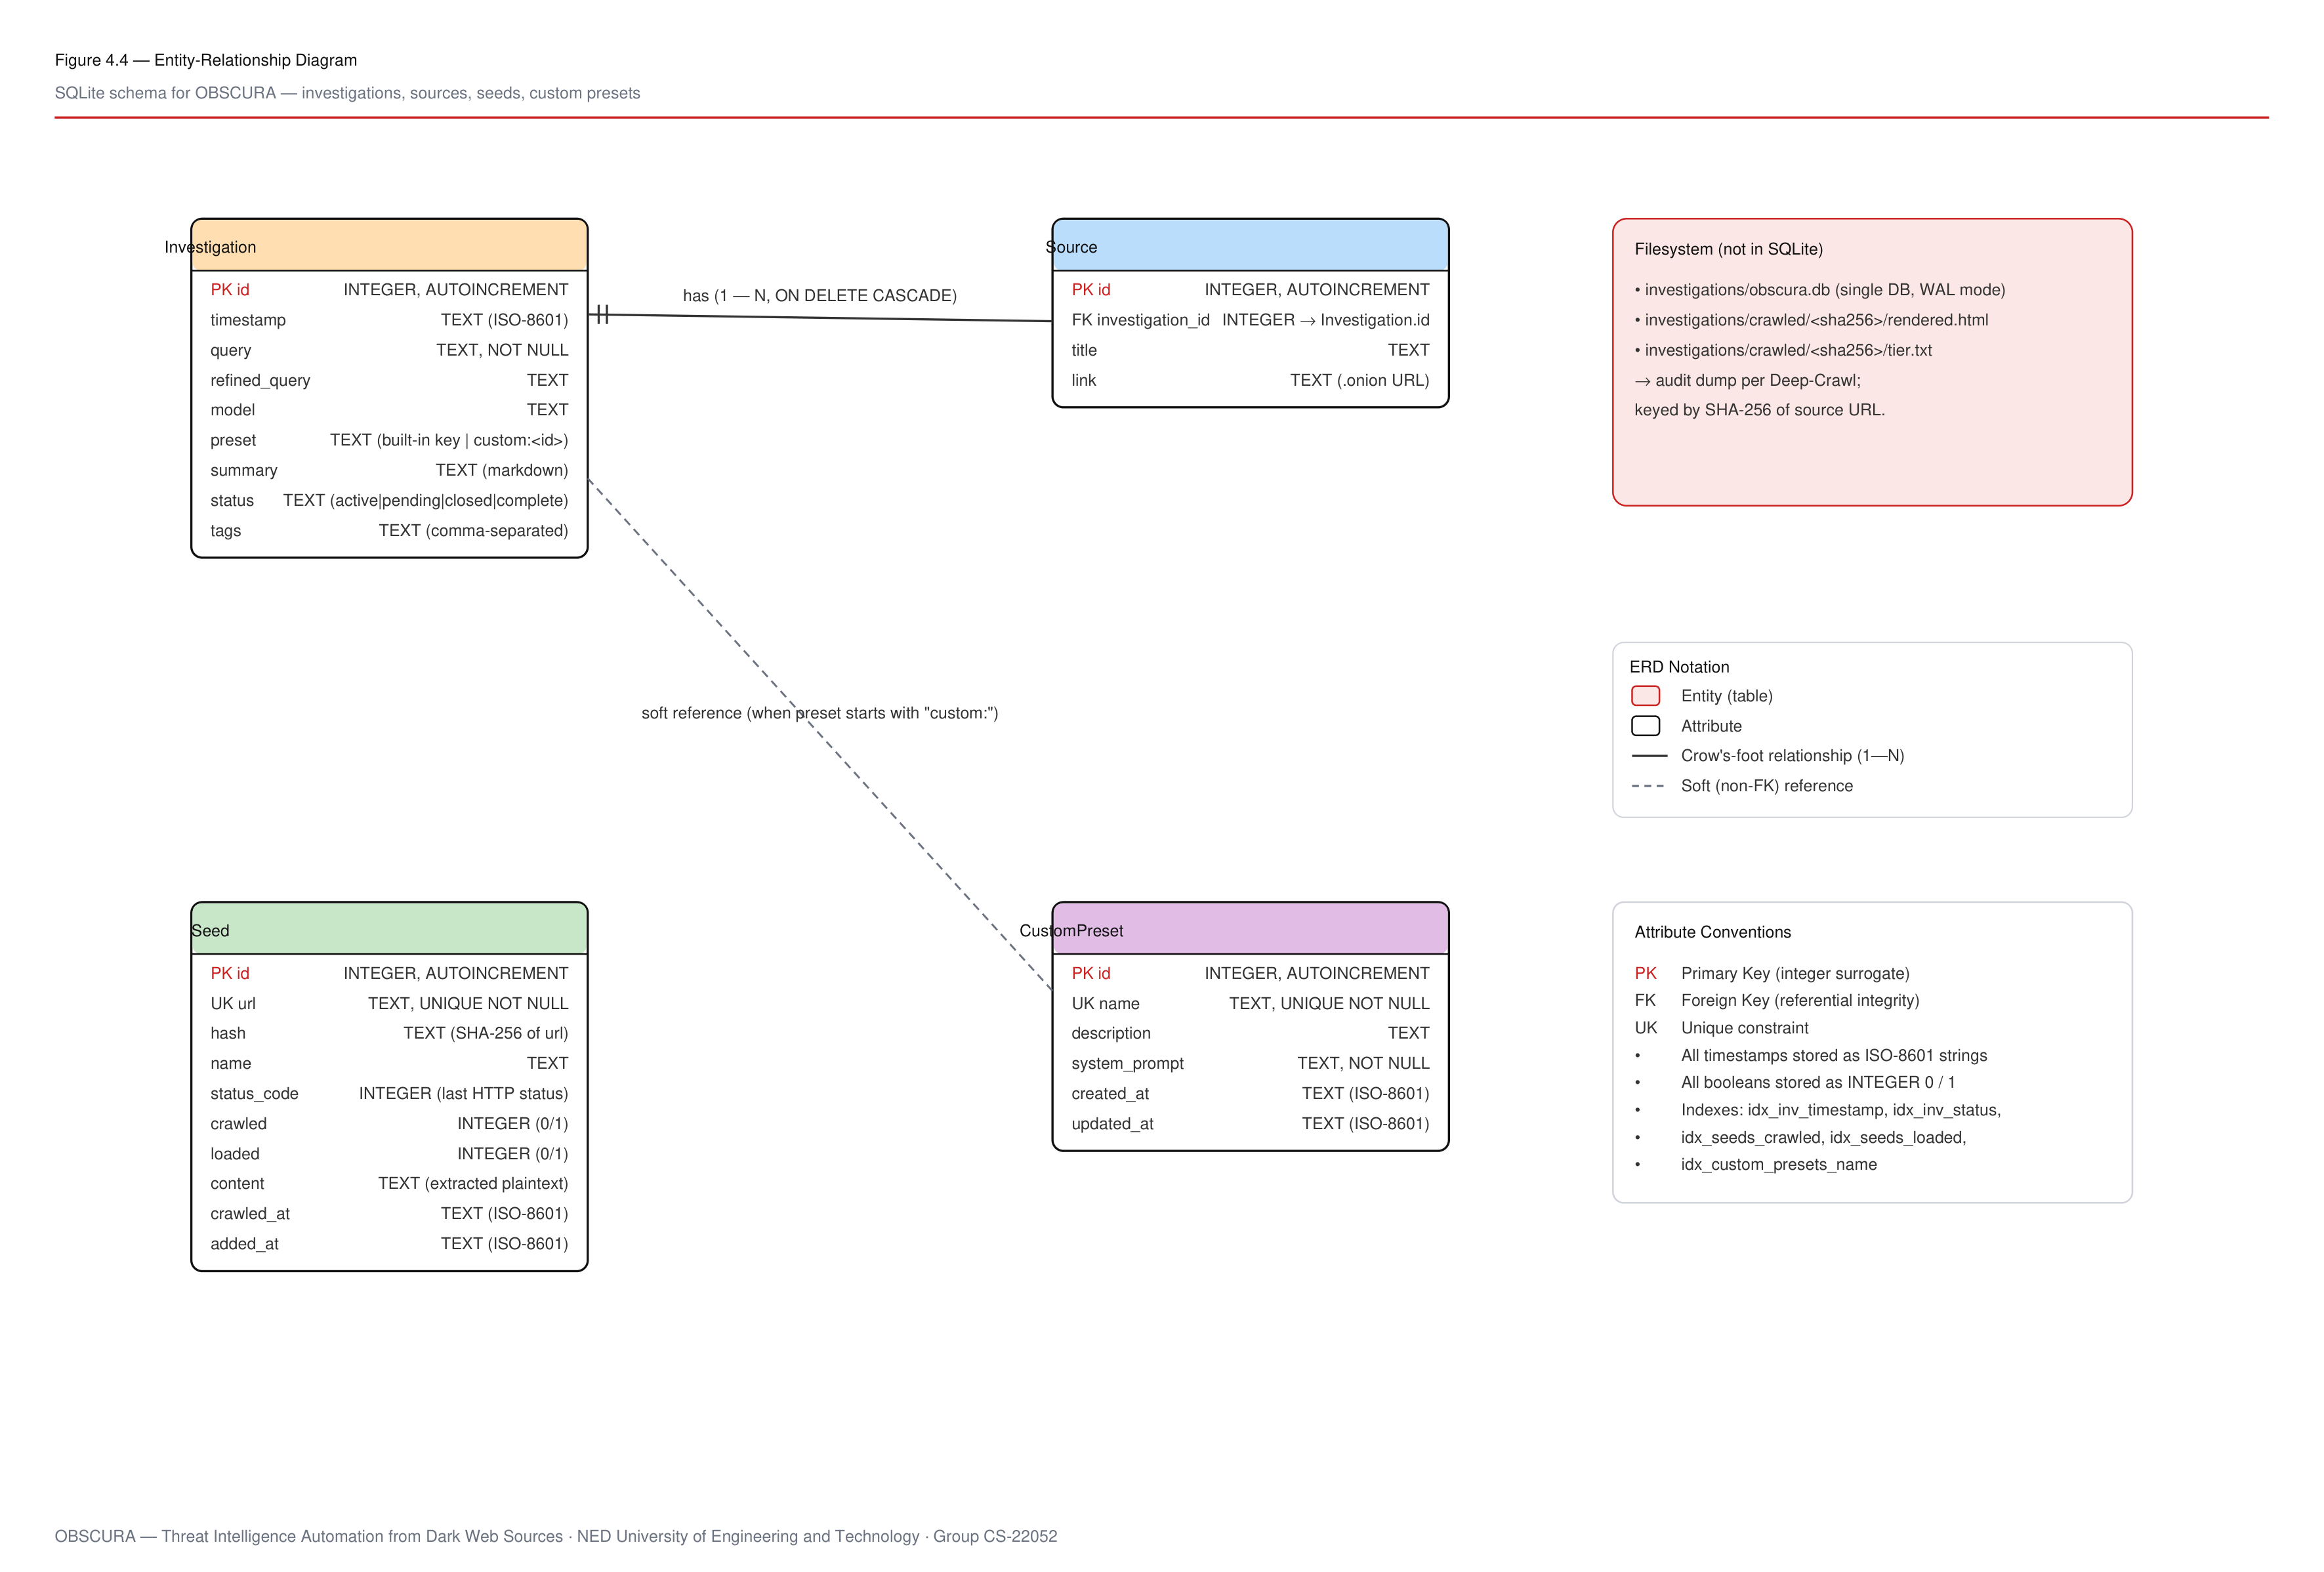 Figure 4.4 — Entity-Relationship Diagram
SQLite schema for OBSCURA — investigations, sources, seeds, custom presets
Investigation
PK id INTEGER, AUTOINCREMENT
timestamp TEXT (ISO-8601)
query TEXT, NOT NULL
refined_query TEXT
model TEXT
preset TEXT (built-in key | custom:<id>)
summary TEXT (markdown)
status TEXT (active|pending|closed|complete)
tags TEXT (comma-separated)
has (1 — N, ON DELETE CASCADE)
Source
PK id INTEGER, AUTOINCREMENT
FK investigation_id INTEGER → Investigation.id
title TEXT
link TEXT (.onion URL)
Filesystem (not in SQLite)
• investigations/obscura.db (single DB, WAL mode)
• investigations/crawled/<sha256>/rendered.html
• investigations/crawled/<sha256>/tier.txt
→ audit dump per Deep-Crawl;
keyed by SHA-256 of source URL.
soft reference (when preset starts with "custom:")
ERD Notation
Entity (table)
Attribute
Crow's-foot relationship (1—N)
Soft (non-FK) reference
Seed
PK id INTEGER, AUTOINCREMENT
UK url TEXT, UNIQUE NOT NULL
hash TEXT (SHA-256 of url)
name TEXT
status_code INTEGER (last HTTP status)
crawled INTEGER (0/1)
loaded INTEGER (0/1)
content TEXT (extracted plaintext)
crawled_at TEXT (ISO-8601)
added_at TEXT (ISO-8601)
CustomPreset
PK id INTEGER, AUTOINCREMENT
UK name TEXT, UNIQUE NOT NULL
description TEXT
system_prompt TEXT, NOT NULL
created_at TEXT (ISO-8601)
updated_at TEXT (ISO-8601)
Attribute Conventions
PK Primary Key (integer surrogate)
FK Foreign Key (referential integrity)
UK Unique constraint
• All timestamps stored as ISO-8601 strings
• All booleans stored as INTEGER 0 / 1
• Indexes: idx_inv_timestamp, idx_inv_status,
• idx_seeds_crawled, idx_seeds_loaded,
• idx_custom_presets_name
OBSCURA — Threat Intelligence Automation from Dark Web Sources · NED University of Engineering and Technology · Group CS-22052